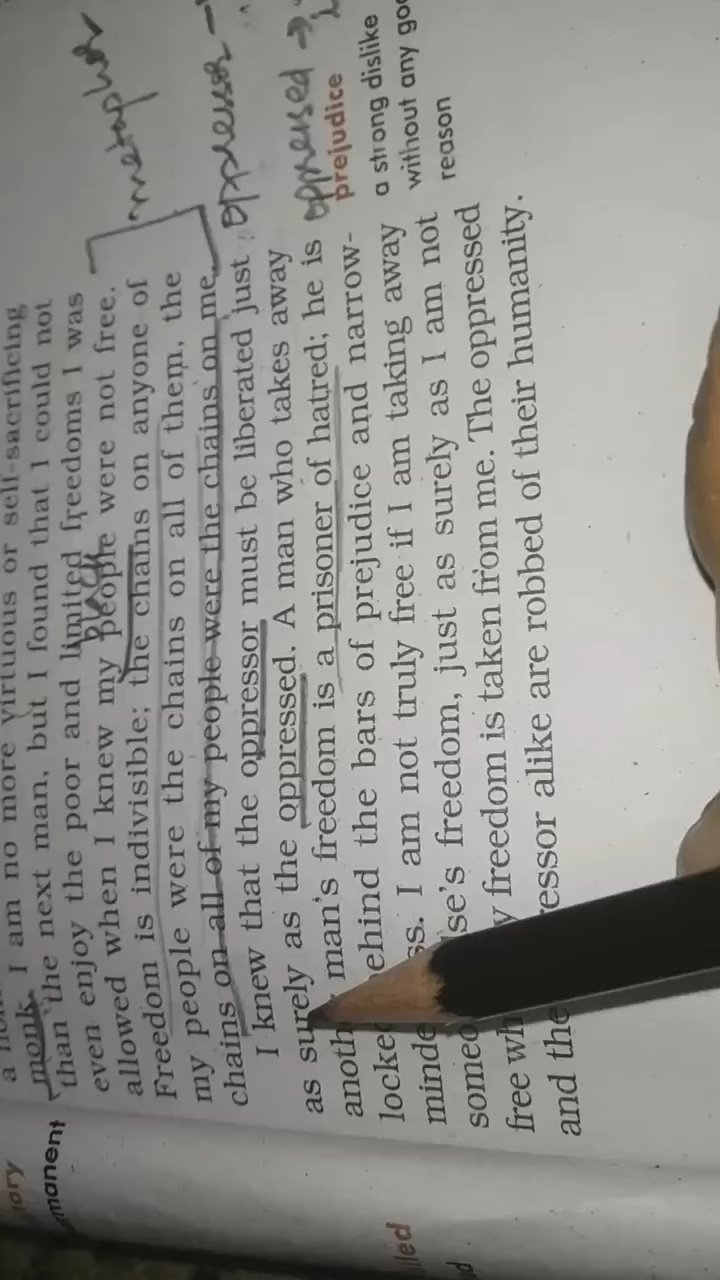 monk. I am no more virtuous or self-sacrificing
than the next man, but I found that I could not
even enjoy the poor and limited freedoms I was
allowed when I knew my people were not free.
Freedom is indivisible; the chains on anyone of
my people were the chains on all of them, the
chains on all of my people were the chains on me.
I knew that the oppressor must be liberated just
as surely as the oppressed. A man who takes away
man's freedom is a prisoner of hatred; he is
behind the bars of prejudice and narrow-
I am not truly free if I am taking away
freedom, just as surely as I am not
free freedom is taken from me. The oppressed
and the alike are robbed of their humanity.
black
metaphor
oppressor
oppressed
prejudice
a strong dislike
without any
reason